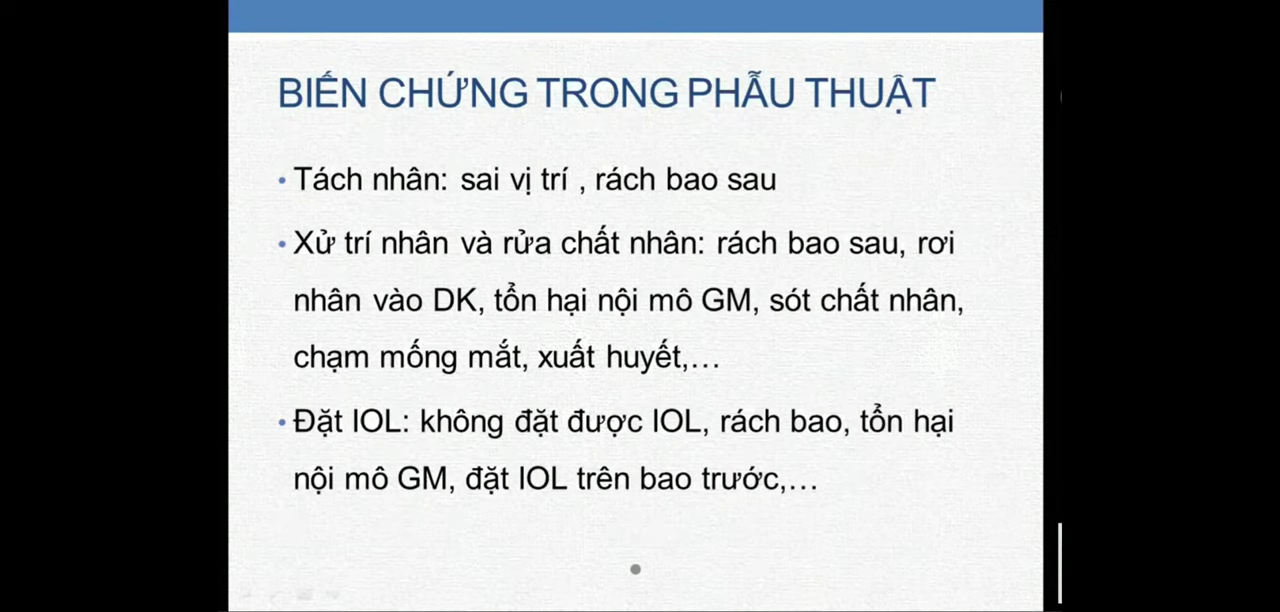 BIẾN CHỨNG TRONG PHẪU THUẬT
• Tách nhân: sai vị trí , rách bao sau
• Xử trí nhân và rửa chất nhân: rách bao sau, rơi
nhân vào DK, tổn hại nội mô GM, sót chất nhân,
chạm mống mắt, xuất huyết,…
• Đặt IOL: không đặt được IOL, rách bao, tổn hại
nội mô GM, đặt IOL trên bao trước,…